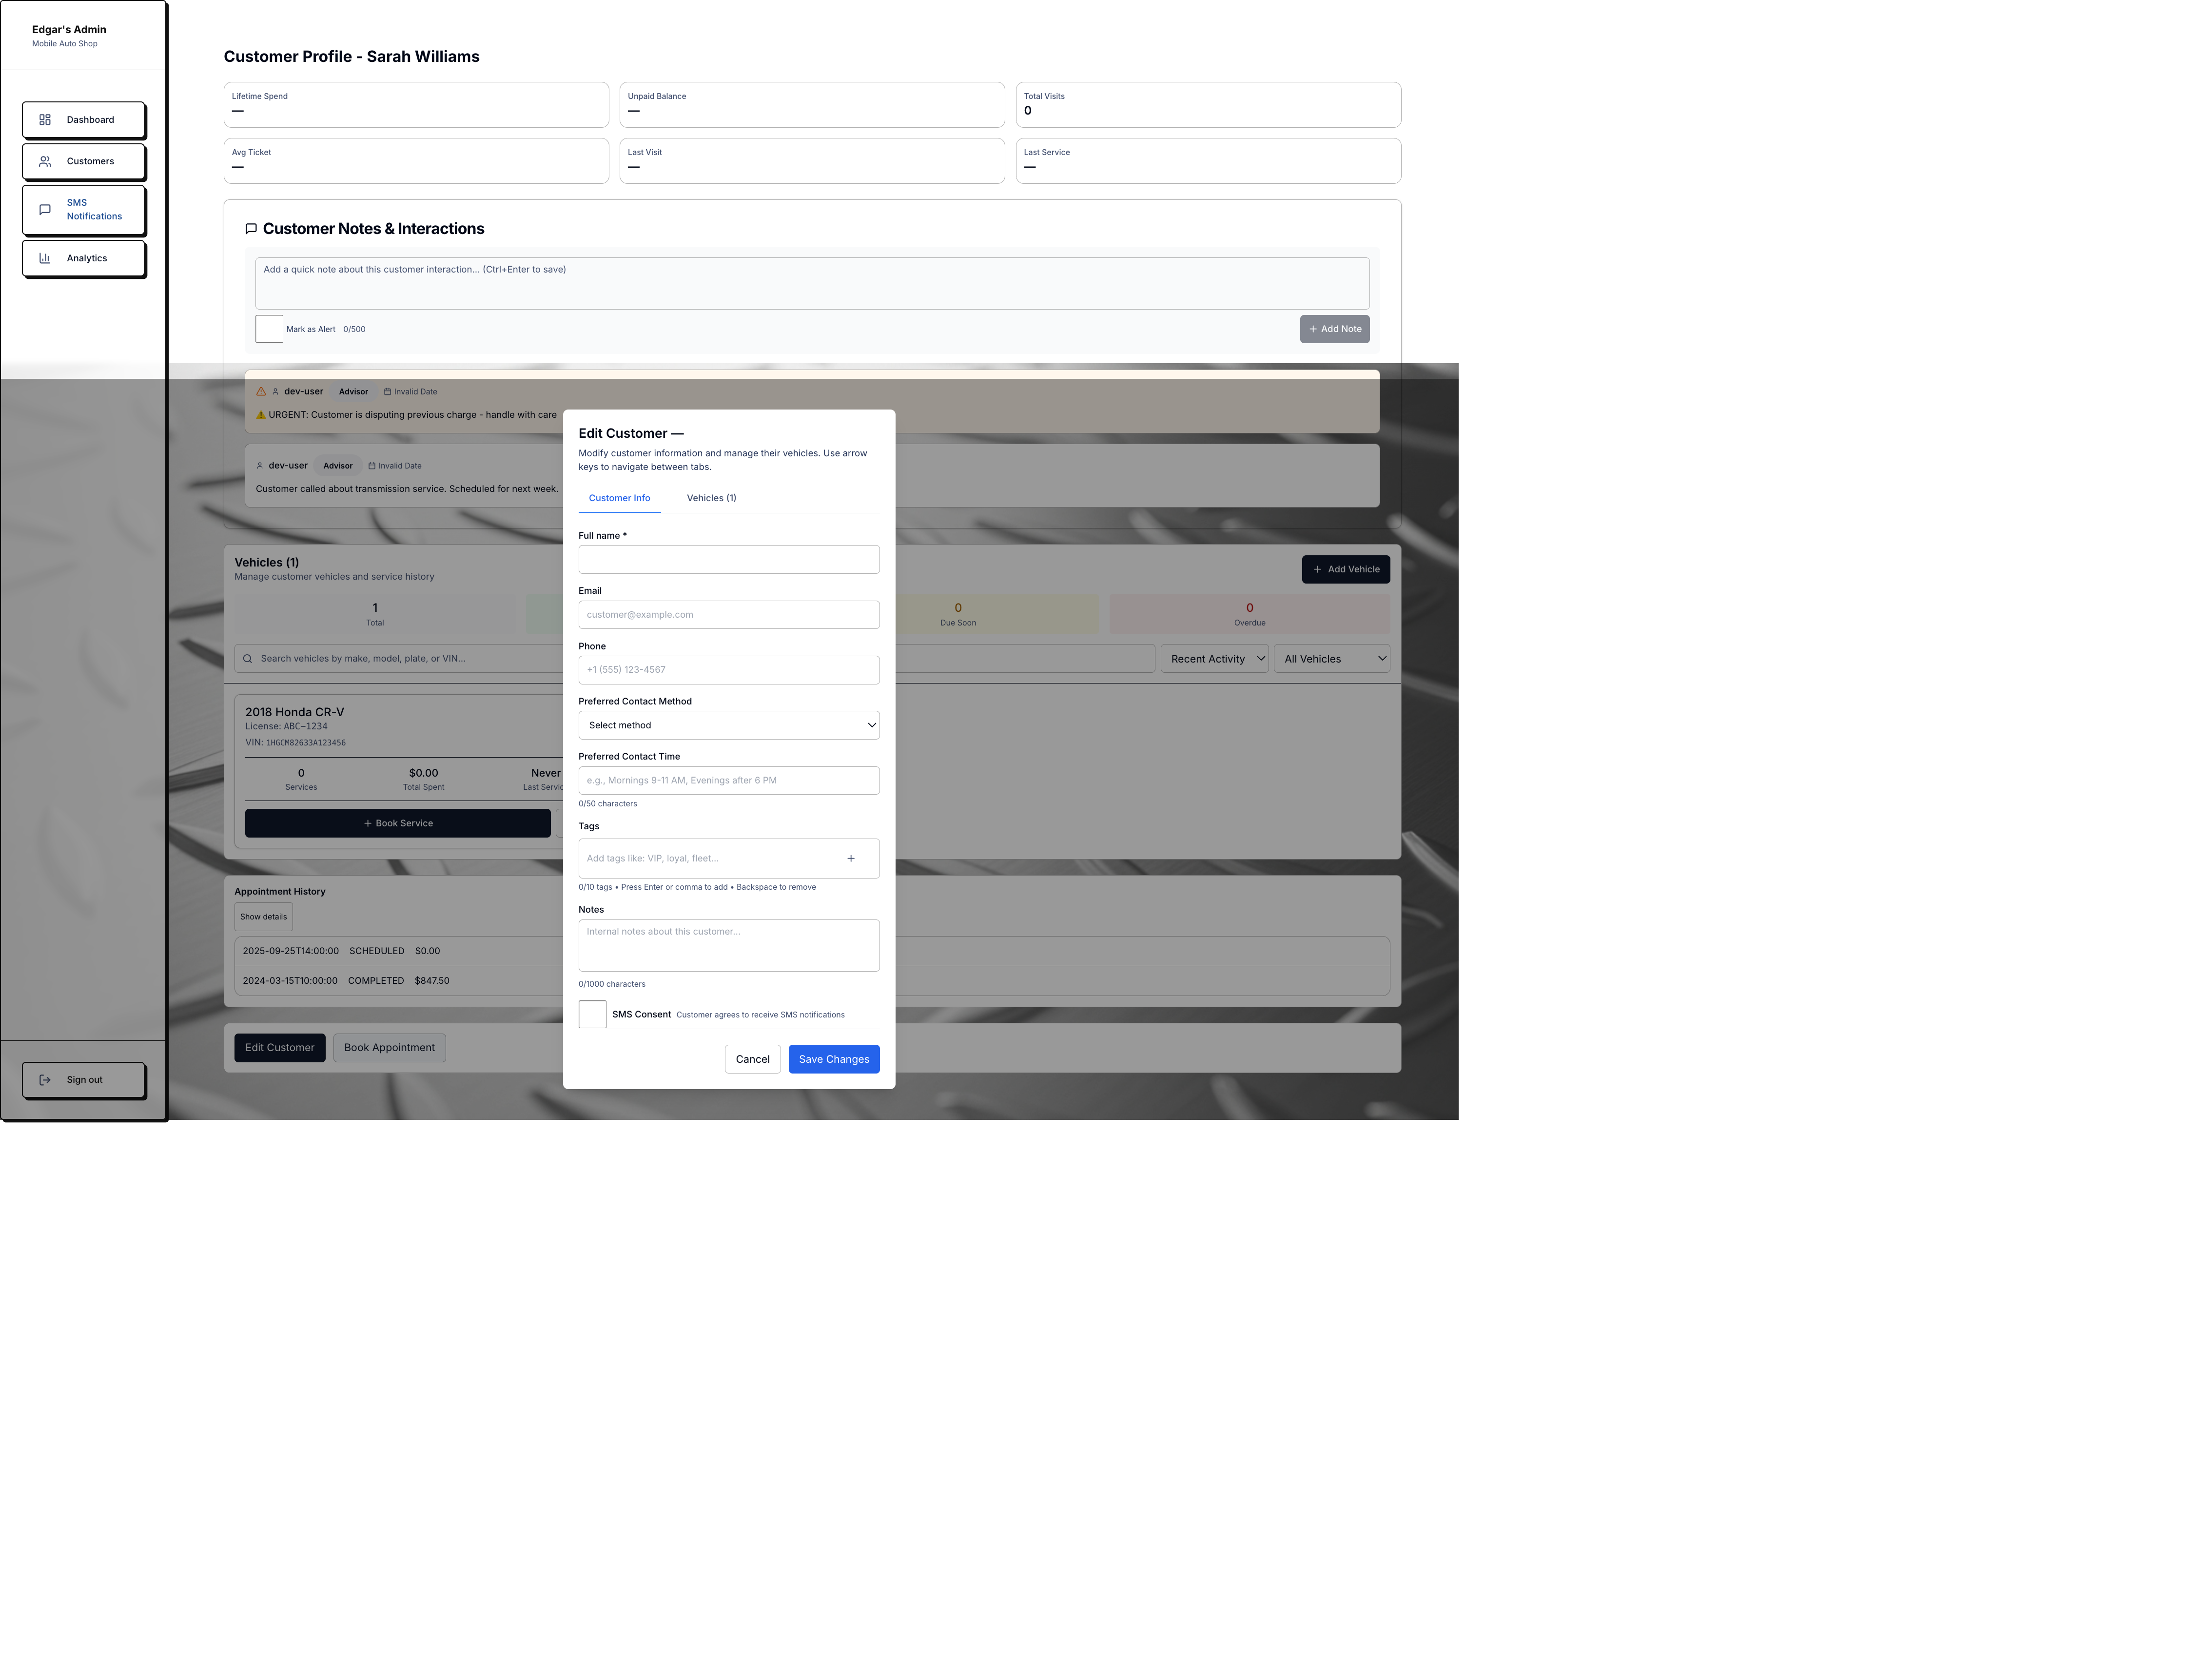 Edgar's Admin
Mobile Auto Shop
Dashboard
Customers
SMS
Notifications
Analytics
Sign out
Customer Profile - Sarah Williams
Lifetime Spend
—
Unpaid Balance
—
Total Visits
0
Avg Ticket
—
Last Visit
—
Last Service
—
Customer Notes & Interactions
Add a quick note about this customer interaction... (Ctrl+Enter to save)
Mark as Alert 0/500
+ Add Note
dev-user Advisor Invalid Date
⚠️ URGENT: Customer is disputing previous charge - handle with care
dev-user Advisor Invalid Date
Customer called about transmission service. Scheduled for next week.
Vehicles (1)
Manage customer vehicles and service history
+ Add Vehicle
1
Total
0
Due Soon
0
Overdue
Search vehicles by make, model, plate, or VIN...
Recent Activity
All Vehicles
2018 Honda CR-V
License: ABC-1234
VIN: 1HGCM82633A123456
0
Services
$0.00
Total Spent
Never
Last Servic
+ Book Service
Appointment History
Show details
2025-09-25T14:00:00 SCHEDULED $0.00
2024-03-15T10:00:00 COMPLETED $847.50
Edit Customer
Book Appointment
Edit Customer —
Modify customer information and manage their vehicles. Use arrow
keys to navigate between tabs.
Customer Info
Vehicles (1)
Full name *
Email
customer@example.com
Phone
+1 (555) 123-4567
Preferred Contact Method
Select method
Preferred Contact Time
e.g., Mornings 9-11 AM, Evenings after 6 PM
0/50 characters
Tags
Add tags like: VIP, loyal, fleet...
+
0/10 tags • Press Enter or comma to add • Backspace to remove
Notes
Internal notes about this customer...
0/1000 characters
SMS Consent Customer agrees to receive SMS notifications
Cancel
Save Changes